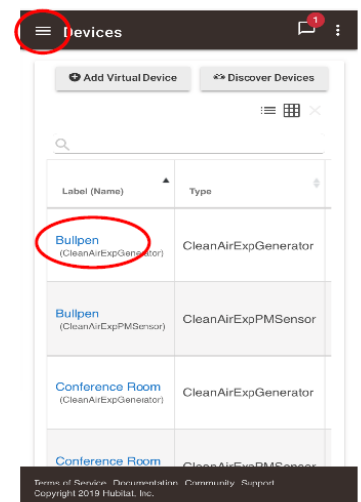 Devices
1
Add Virtual Device
Discover Devices
Label (Name)
Type
Bullpen
(CleanAirExpGenerator)
CleanAirExpGenerator
Bullpen
(CleanAirExpPMSensor)
CleanAirExpPMSensor
Conference Room
(CleanAirExpGenerator)
CleanAirExpGenerator
Conference Room
CleanAirExpPMSensor
Terms of Service Documentation Community Support
Copyright 2019 Hubitat, Inc.